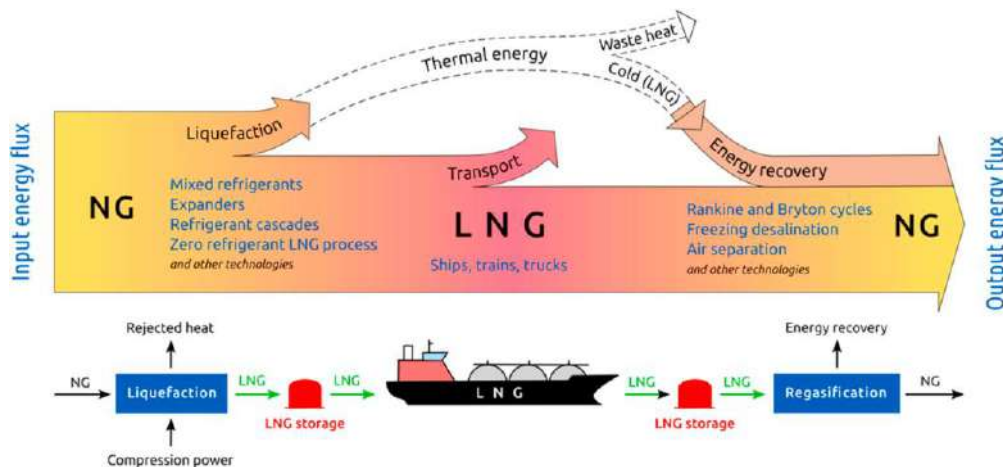 Waste heat
Thermal energy
Cold (LNG)
Liquefaction
Input energy flux
NG
Mixed refrigerants
Expanders
Refrigerant cascades
Zero refrigerant LNG process
and other technologies
Transport
LNG
Ships, trains, trucks
Energy recovery
Rankine and Bryton cycles
Freezing desalination
Air separation
and other technologies
NG
Outout energy flux
Rejected heat
Energy recovery
NG
Liquefaction
LNG
LNG
LNG
LNG
LNG
Regasification
NG
LNG storage
LNG storage
Compression power